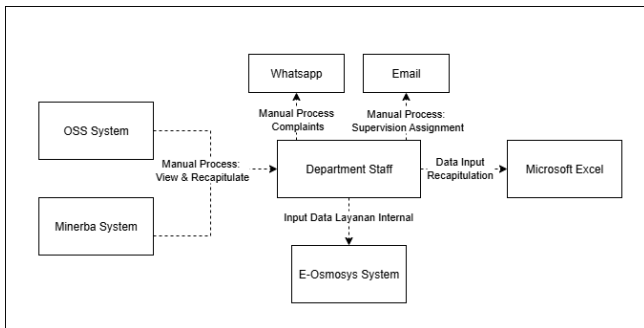 Whatsapp
Email
Manual Process
Complaints
Manual Process:
Supervision Assignment
OSS System
Manual Process:
View & Recapitulate
Department Staff
Data Input
Recapitulation
Microsoft Excel
Minerba System
Input Data Layanan Internal
E-Osmosys System